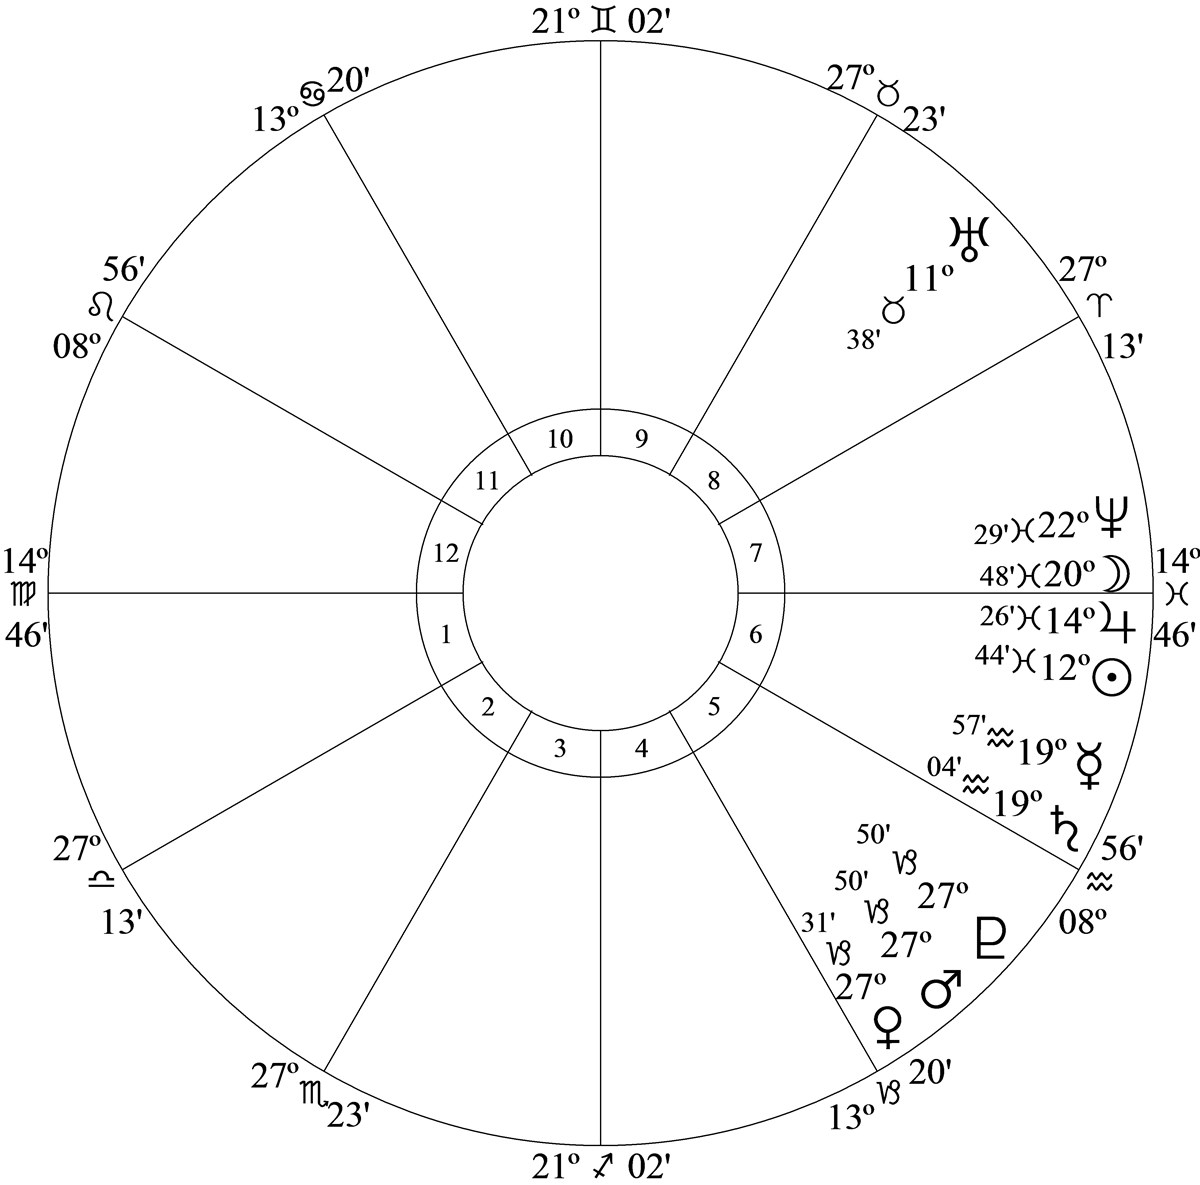 21º ♊ 02'
27º ♉ 23'
13º ♋ 20'
♅
11º
♉
38'
56'
♌
08º
27º
♈
13'
10 9
11 8
12 7
1 6
2 5
3 4
29' ♓ 22º ♆
48' ♓ 20º ☽
14º
♍
46'
14º
♓
46'
26' ♓ 14º ♃
44' ♓ 12º ☉
57' ♒ 19º ☿
04' ♒ 19º ♄
50' ♑ 27º ♇
50' ♑ 27º ♂
31' ♑ 27º ♀
27º
♎
13'
56'
♒
08º
27º ♏ 23'
13º ♑ 20'
21º ♐ 02'